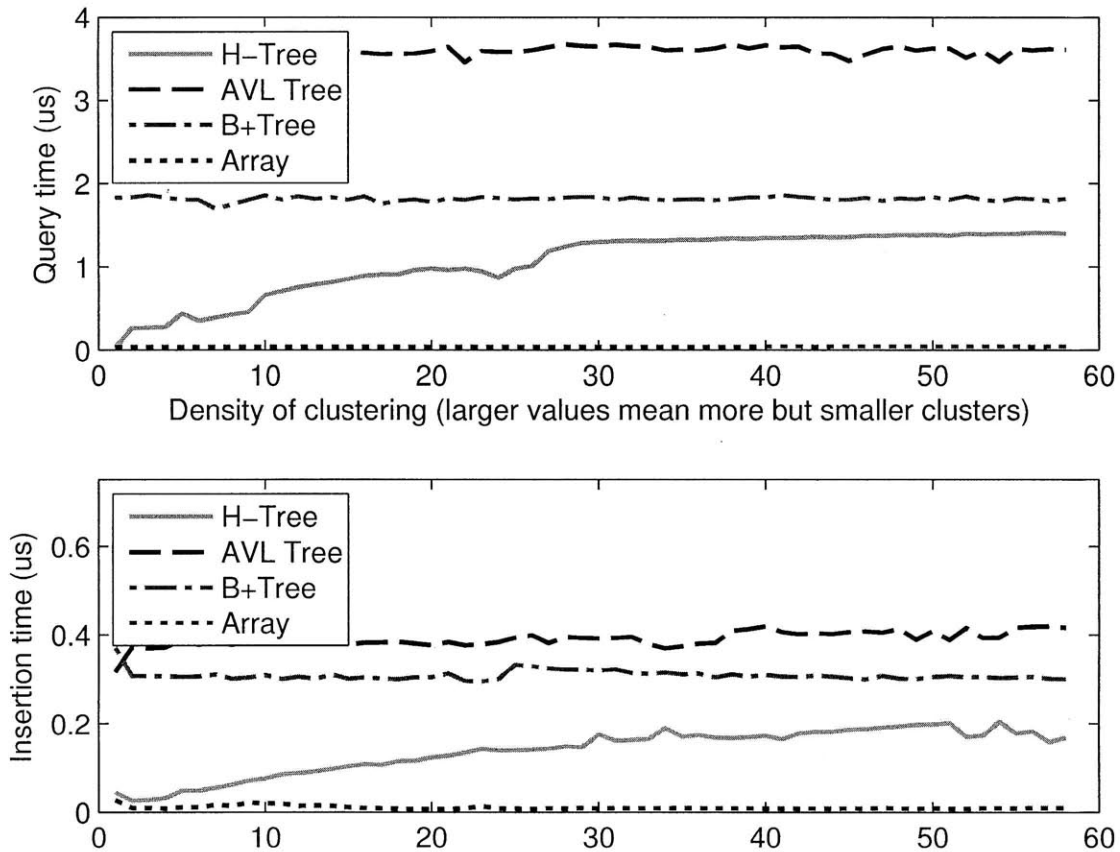 4
3
2
1
0
Query time (us)
H-Tree
AVL Tree
B+Tree
Array
0 10 20 30 40 50 60
Density of clustering (larger values mean more but smaller clusters)
0.6
0.4
0.2
0
Insertion time (us)
H-Tree
AVL Tree
B+Tree
Array
0 10 20 30 40 50 60